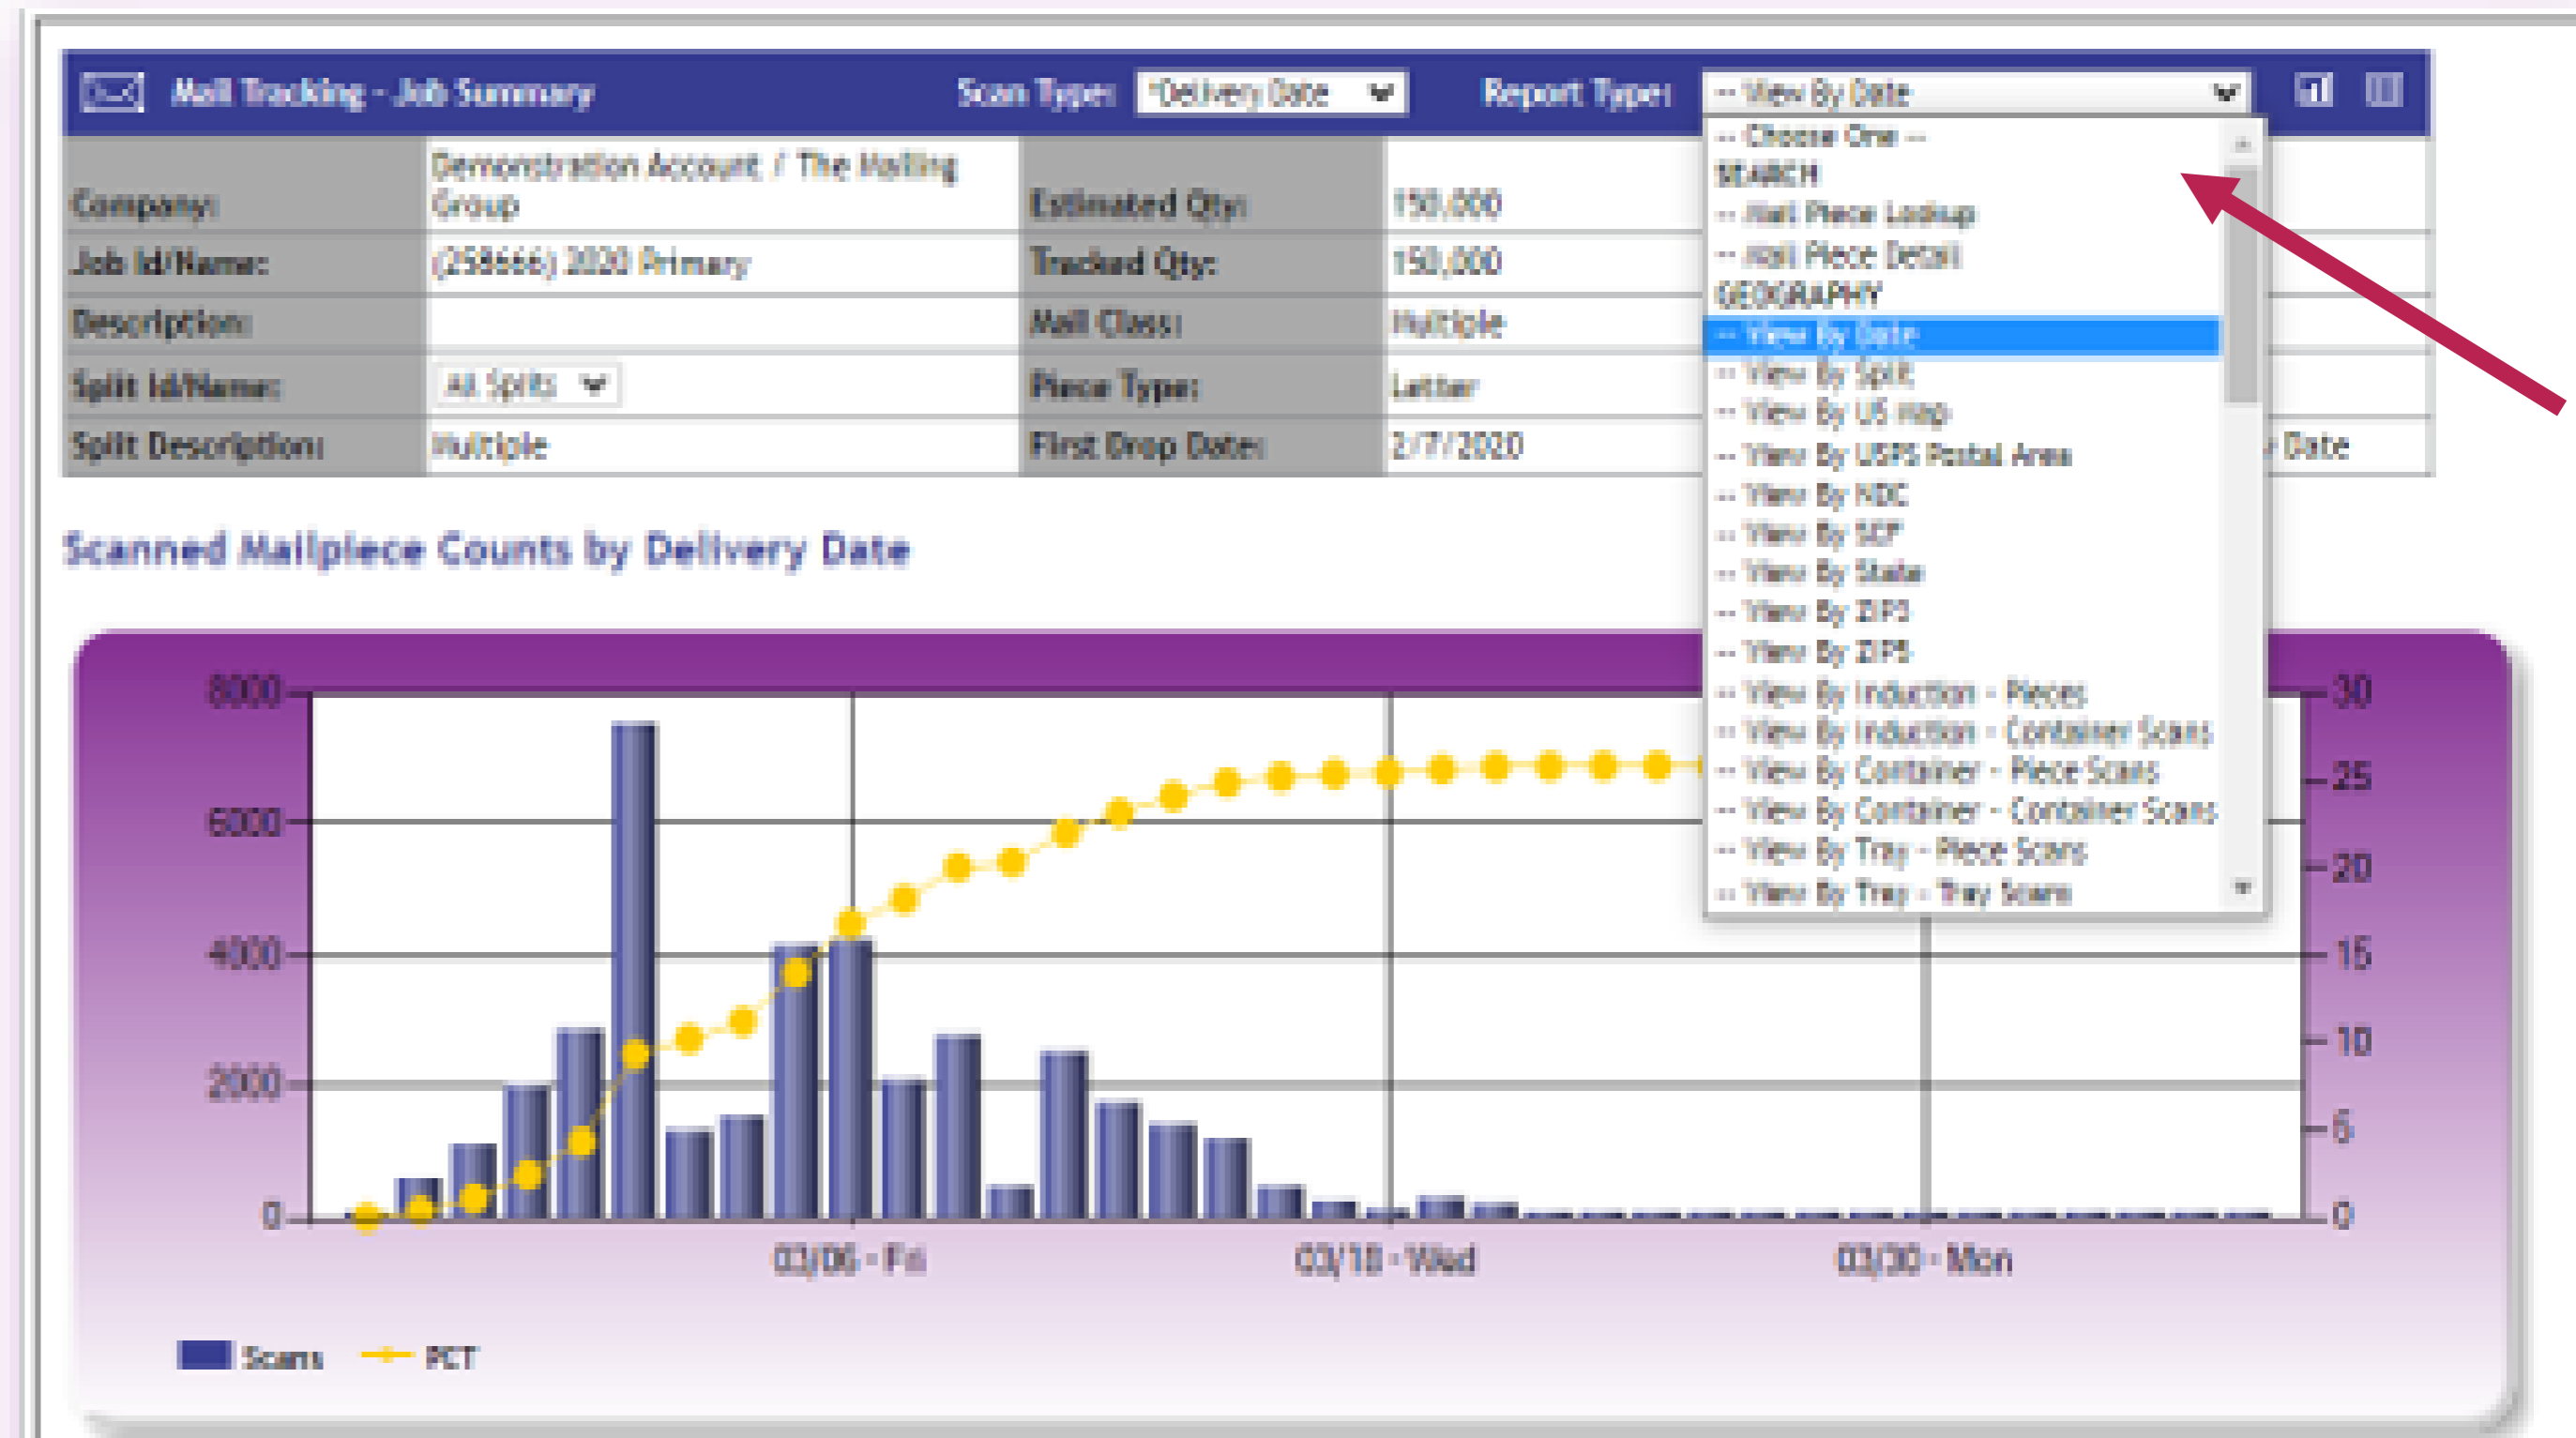 Mail Tracking - Job Summary
Scan Type: *Delivery Date
Report Type: -- View By Date
Company: Demonstration Account / The Mailing Group
Estimated Qty: 150,000
Job Id/Name: (258666) 2020 Primary
Tracked Qty: 150,000
Description:
Mail Class: Multiple
Split Id/Name: All Splits
Piece Type: Letter
Split Description: Multiple
First Drop Date: 2/7/2020
Date
-- Choose One --
SEARCH
-- Mail Piece Lookup
-- Mail Piece Detail
GEOGRAPHY
-- View By Date
-- View By Split
-- View By US Map
-- View By USPS Postal Area
-- View By NDC
-- View By SCF
-- View By State
-- View By ZIP3
-- View By ZIP5
-- View By Induction - Pieces
-- View By Induction - Container Scans
-- View By Container - Piece Scans
-- View By Container - Container Scans
-- View By Tray - Piece Scans
-- View By Tray - Tray Scans
Scanned Mailpiece Counts by Delivery Date
8000
6000
4000
2000
0
30
25
20
15
10
5
0
03/06 - Fri
Wed
03/30 - Mon
Scans
PCT